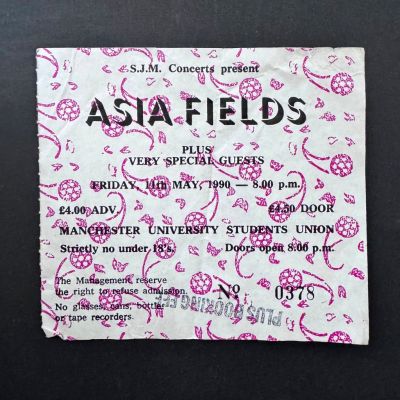 S.J.M. Concerts present
ASIA FIELDS
PLUS
VERY SPECIAL GUESTS
FRIDAY, 11th MAY, 1990 — 8.00 p.m.
£4.00 ADV. £4.50 DOOR
MANCHESTER UNIVERSITY STUDENTS UNION
Strictly no under 18's. Doors open 8.00 p.m.
The Management reserve
the right to refuse admission.
No glasses, cans, bottles
or tape recorders.
Nº 0378
PLUS BOOKING FEE